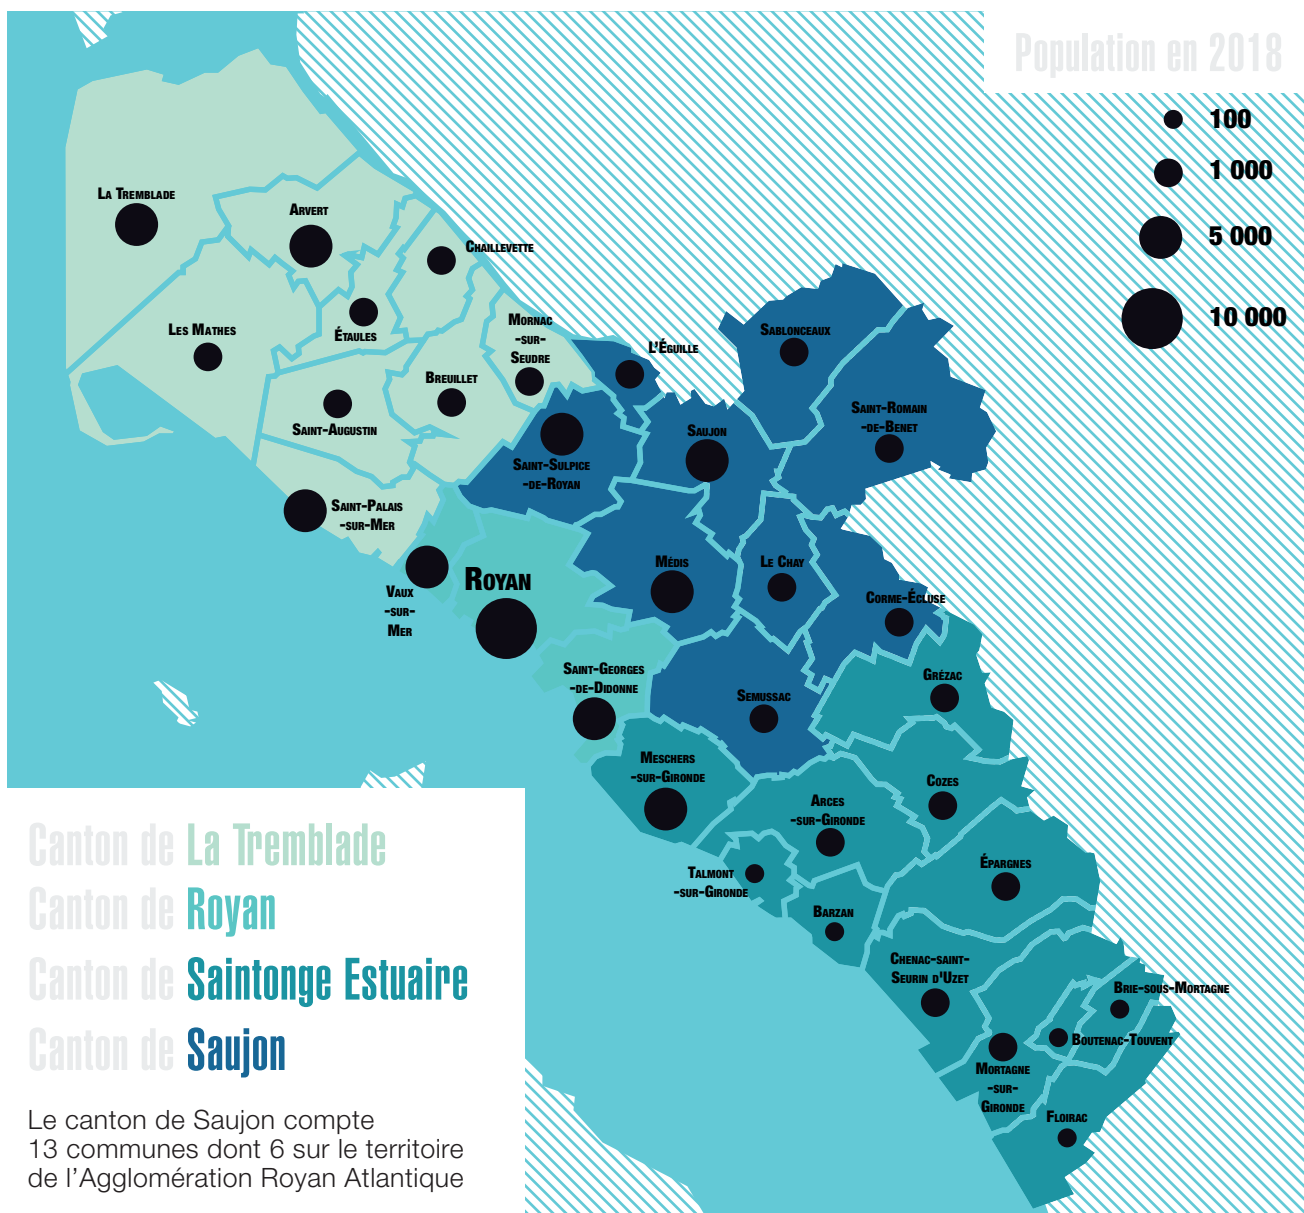 Population en 2018
100
1 000
5 000
10 000
La Tremblade
Arvert
Chaillevette
Les Mathes
Étaules
Mornac
-sur-
Seudre
L'Éguille
Sablonceaux
Breuillet
Saint-Augustin
Saint-Romain
-de-Benet
Saujon
Saint-Sulpice
-de-Royan
Saint-Palais
-sur-Mer
Médis
Le Chay
Royan
Vaux
-sur-
Mer
Corme-Écluse
Saint-Georges
-de-Didonne
Grézac
Semussac
Meschers
-sur-Gironde
Cozes
Arces
-sur-Gironde
Talmont
-sur-Gironde
Épargnes
Barzan
Chenac-saint-
Seurin d'Uzet
Brie-sous-Mortagne
Boutenac-Touvent
Mortagne
-sur-
Gironde
Floirac
Canton de La Tremblade
Canton de Royan
Canton de Saintonge Estuaire
Canton de Saujon
Le canton de Saujon compte
13 communes dont 6 sur le territoire
de l'Agglomération Royan Atlantique